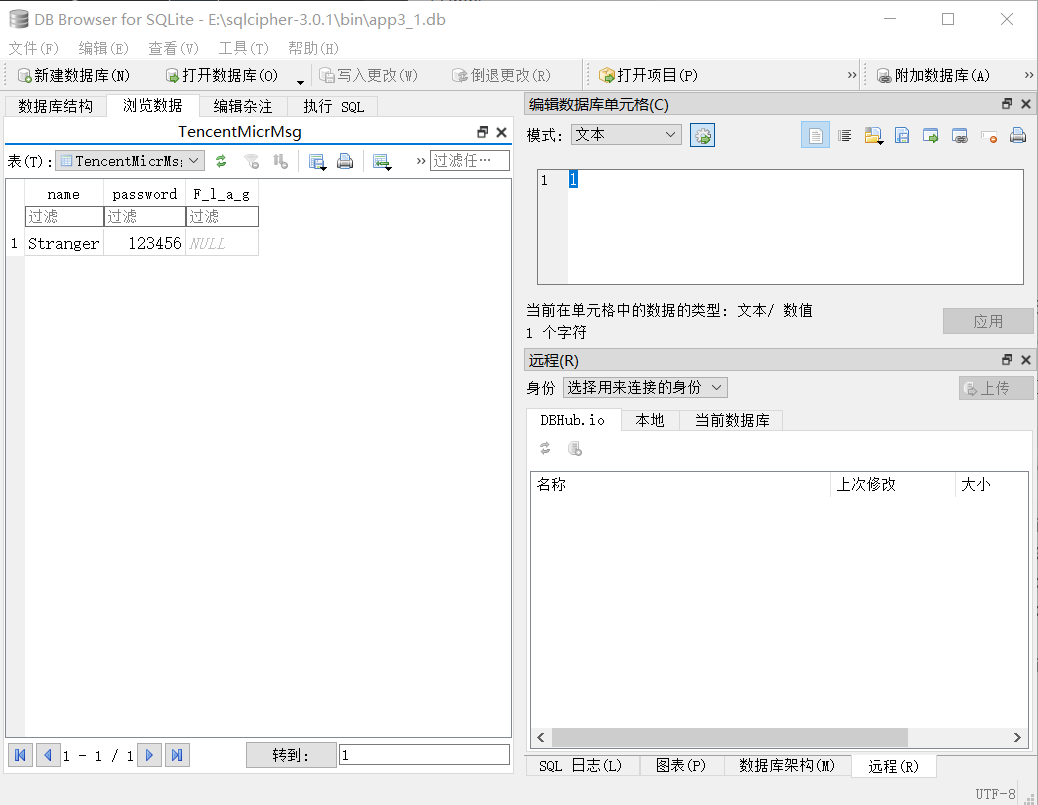 DB Browser for SQLite - E:\sqlcipher-3.0.1\bin\app3_1.db
文件(F) 编辑(E) 查看(V) 工具(T) 帮助(H)
新建数据库(N) 打开数据库(O) 写入更改(W) 倒退更改(R) » 打开项目(P) » 附加数据库(A) »
数据库结构 浏览数据 编辑杂注 执行 SQL
TencentMicrMsg
表(T): TencentMicrMs » 过滤任…
name password F_l_a_g
过滤 过滤 过滤
1 Stranger 123456 NULL
1 - 1 / 1 转到: 1
编辑数据库单元格(C)
模式: 文本
1 1
当前在单元格中的数据的类型: 文本/ 数值
1 个字符
应用
远程(R)
身份 选择用来连接的身份 上传
DBHub.io 本地 当前数据库
名称 上次修改 大小
SQL 日志(L) 图表(P) 数据库架构(M) 远程(R)
UTF-8